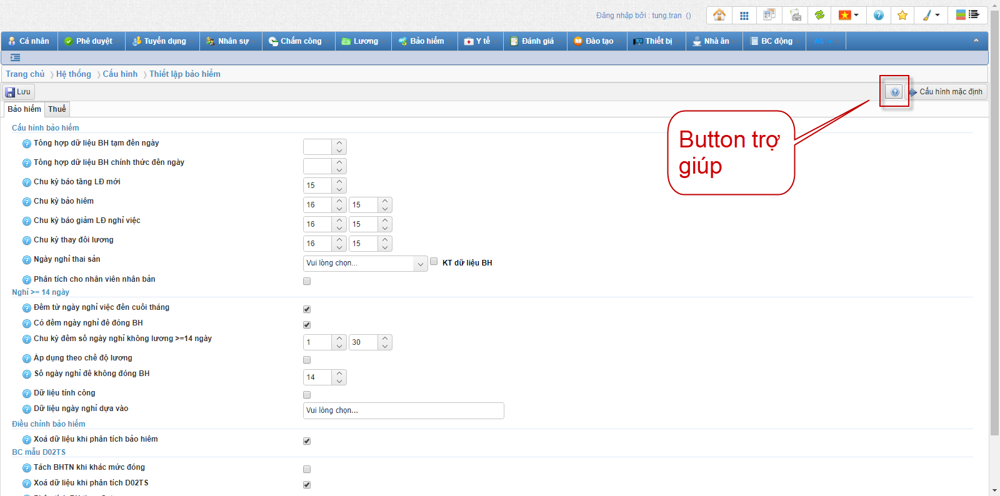 Đăng nhập bởi : tung.tran ()
Cá nhân Phê duyệt Tuyển dụng Nhân sự Chấm công Lương Bảo hiểm Y tế Đánh giá Đào tạo Thiết bị Nhà ăn BC động All
Trang chủ Hệ thống Cấu hình Thiết lập bảo hiểm
Lưu Cấu hình mặc định
Bảo hiểm Thuế
Button trợ
giúp
Cấu hình bảo hiểm
Tổng hợp dữ liệu BH tạm đến ngày
Tổng hợp dữ liệu BH chính thức đến ngày
Chu kỳ báo tăng LĐ mới 15
Chu kỳ bảo hiểm 16 15
Chu kỳ báo giảm LĐ nghỉ việc 16 15
Chu kỳ thay đổi lương 16 15
Ngày nghỉ thai sản Vui lòng chọn... KT dữ liệu BH
Phân tích cho nhân viên nhân bản
Nghỉ >= 14 ngày
Đếm từ ngày nghỉ việc đến cuối tháng
Có đếm ngày nghỉ để đóng BH
Chu kỳ đếm số ngày nghỉ không lương >=14 ngày 1 30
Áp dụng theo chế độ lương
Số ngày nghỉ để không đóng BH 14
Dữ liệu tính công
Dữ liệu ngày nghỉ dựa vào Vui lòng chọn...
Điều chỉnh bảo hiểm
Xoá dữ liệu khi phân tích bảo hiểm
BC mẫu D02TS
Tách BHTN khi khác mức đóng
Xoá dữ liệu khi phân tích D02TS